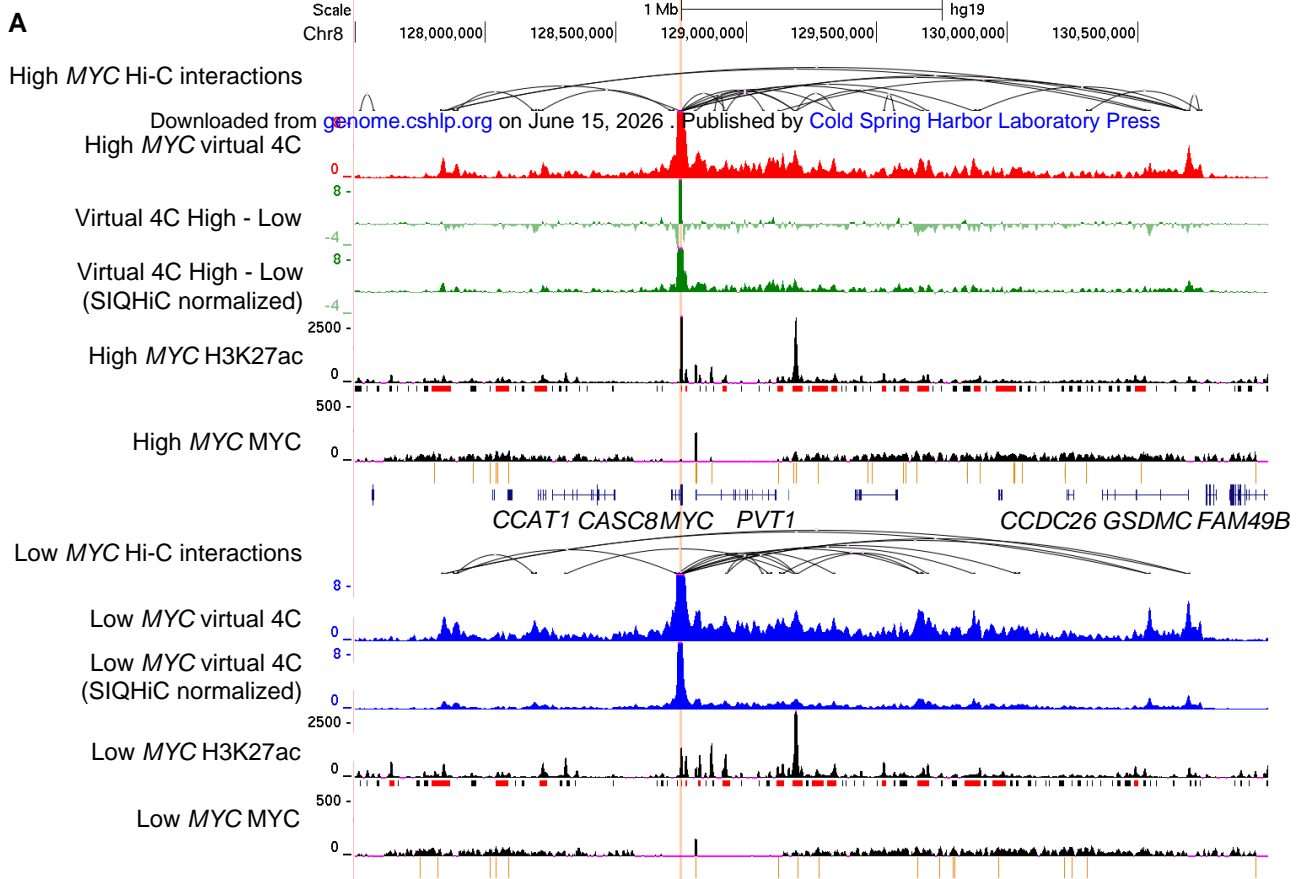 A
Scale 1 Mb hg19
Chr8 128,000,000 128,500,000 129,000,000 129,500,000 130,000,000 130,500,000
High MYC Hi-C interactions
Downloaded from genome.cshlp.org on June 15, 2026 . Published by Cold Spring Harbor Laboratory Press
High MYC virtual 4C
0
8
Virtual 4C High - Low
-4
8
Virtual 4C High - Low
(SIQHiC normalized)
-4
2500
High MYC H3K27ac
0
500
High MYC MYC
0
CCAT1 CASC8 MYC PVT1 CCDC26 GSDMC FAM49B
Low MYC Hi-C interactions
8
Low MYC virtual 4C
0
8
Low MYC virtual 4C
(SIQHiC normalized)
0
2500
Low MYC H3K27ac
0
500
Low MYC MYC
0